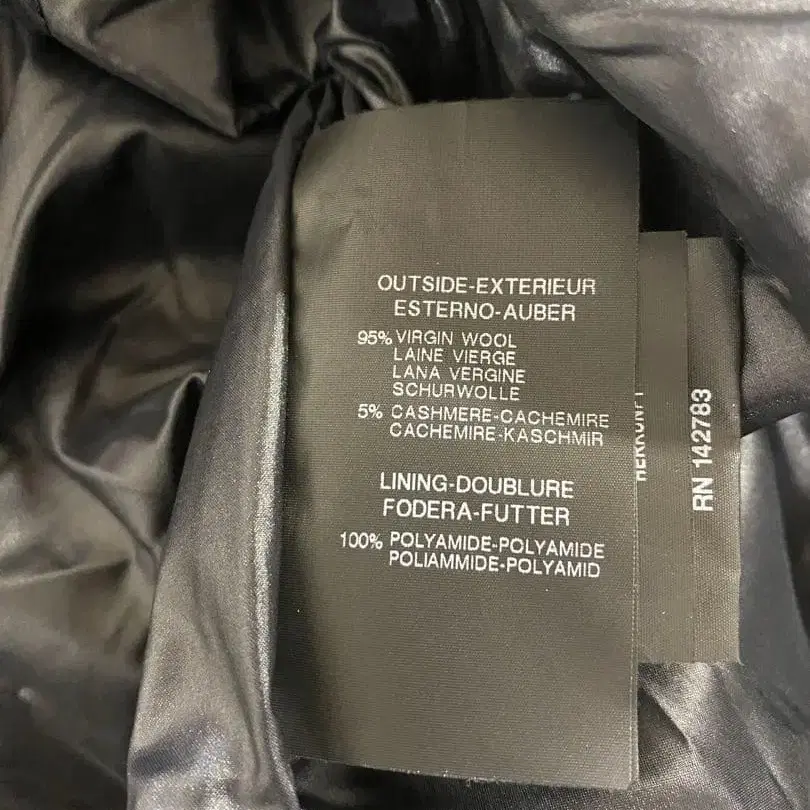 OUTSIDE-EXTERIEUR
ESTERNO-AUBER
95% VIRGIN WOOL
LAINE VIERGE
LANA VERGINE
SCHURWOLLE
5% CASHMERE-CACHEMIRE
CACHEMIRE-KASCHMIR
LINING-DOUBLURE
FODERA-FUTTER
100% POLYAMIDE-POLYAMIDE
POLIAMMIDE-POLYAMID
RN 142783